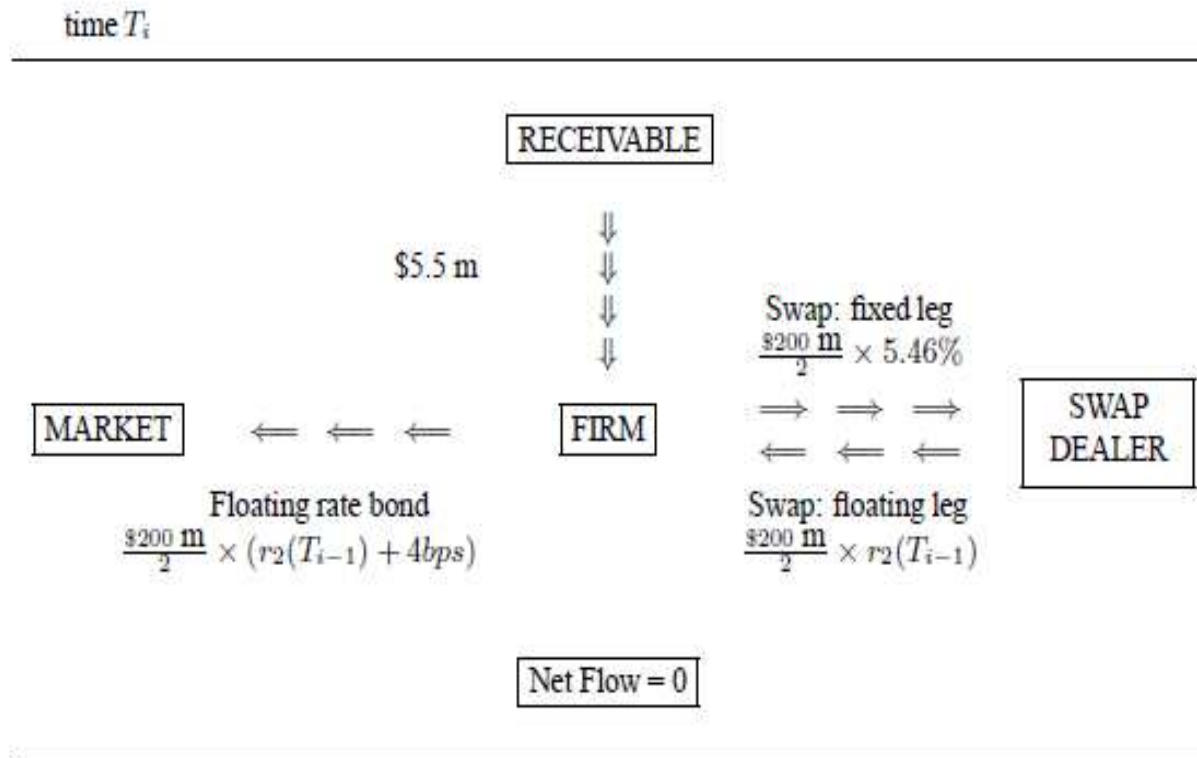 time T_i
RECEIVABLE
⇓
$5.5 m ⇓
⇓
⇓
Swap: fixed leg
$200 m/2 × 5.46%
MARKET ⇐ ⇐ ⇐ FIRM ⇒ ⇒ ⇒ SWAP
⇐ ⇐ ⇐ DEALER
Floating rate bond Swap: floating leg
$200 m/2 × (r_2(T_{i−1}) + 4bps) $200 m/2 × r_2(T_{i−1})
Net Flow = 0